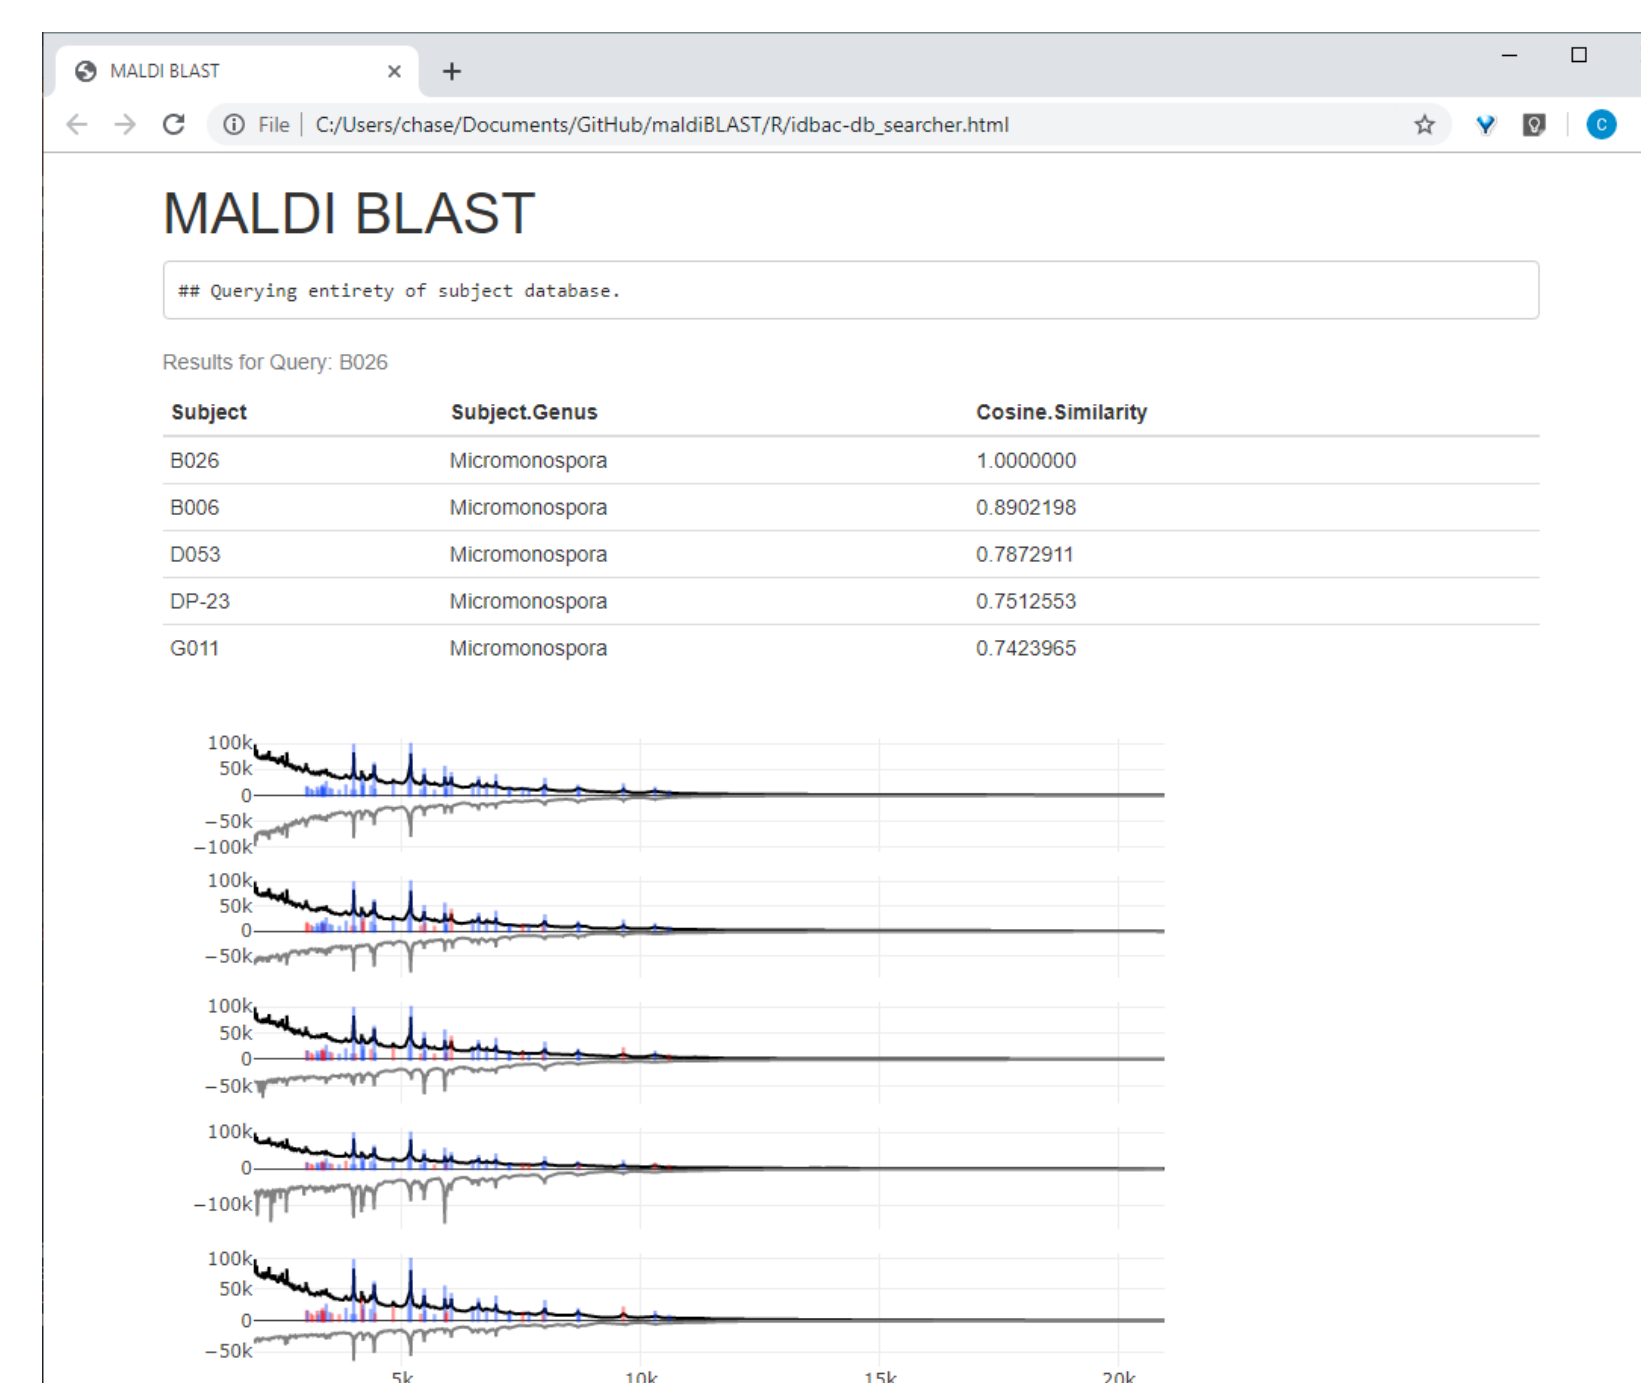 MALDI BLAST
File C:/Users/chase/Documents/GitHub/maldiBLAST/R/idbac-db_searcher.html C
MALDI BLAST
## Querying entirety of subject database.
Results for Query: B026
Subject Subject.Genus Cosine.Similarity
B026 Micromonospora 1.0000000
B006 Micromonospora 0.8902198
D053 Micromonospora 0.7872911
DP-23 Micromonospora 0.7512553
G011 Micromonospora 0.7423965
100k
50k
0
−50k
−100k
100k
50k
0
−50k
100k
50k
0
−50k
100k
0
−100k
100k
50k
0
−50k
5k 10k 15k 20k